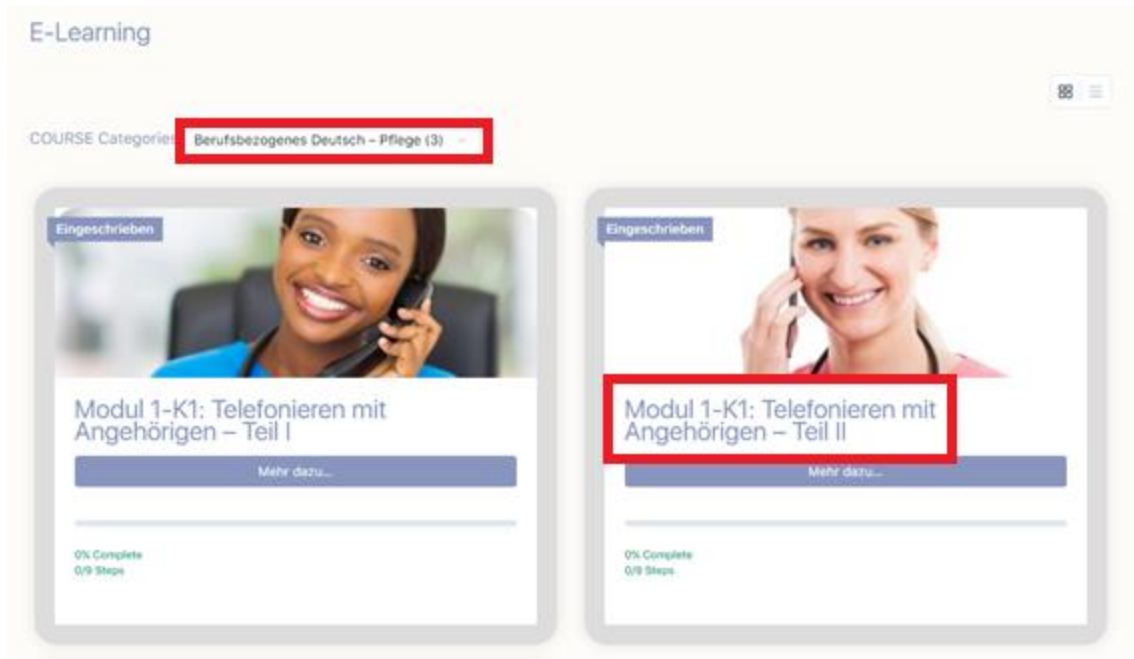 E-Learning
COURSE Categories Berufsbezogenes Deutsch – Pflege (3)
Eingeschrieben
Modul 1-K1: Telefonieren mit
Angehörigen – Teil I
Mehr dazu...
0% Complete
0/9 Steps
Eingeschrieben
Modul 1-K1: Telefonieren mit
Angehörigen – Teil II
Mehr dazu...
0% Complete
0/9 Steps